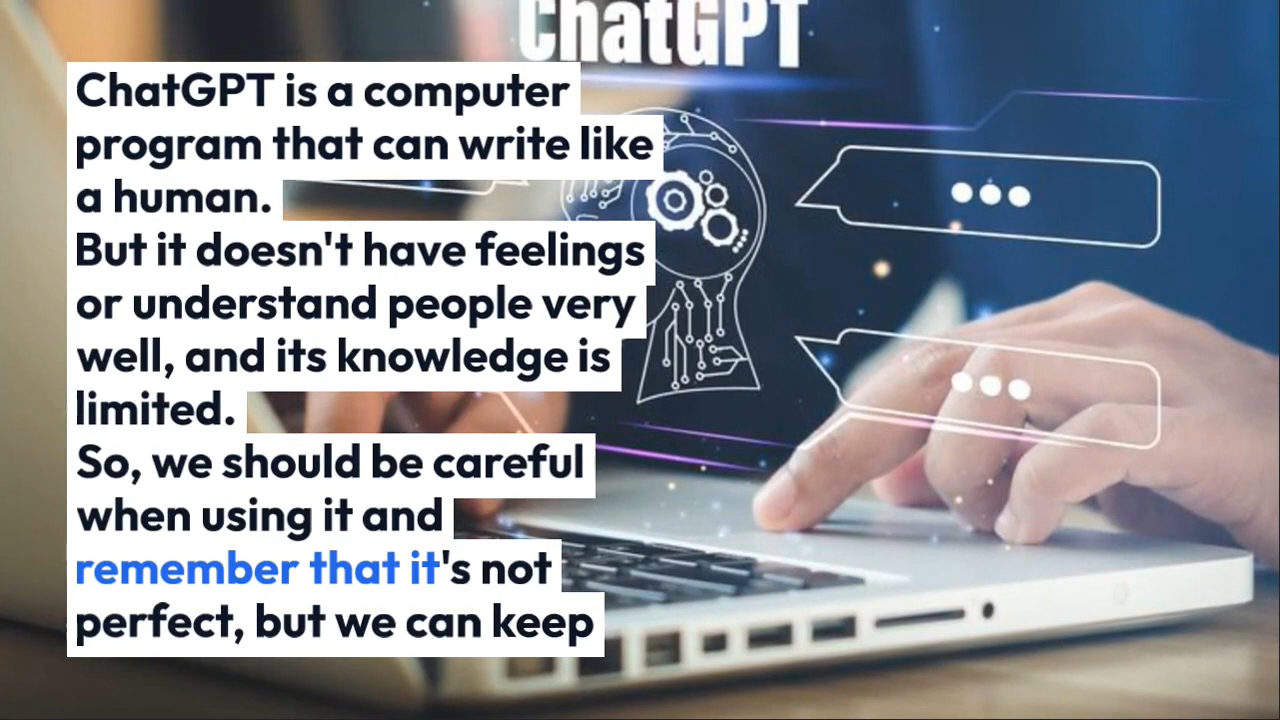 ChatGPT
ChatGPT is a computer
program that can write like
a human.
But it doesn't have feelings
or understand people very
well, and its knowledge is
limited.
So, we should be careful
when using it and
remember that it's not
perfect, but we can keep